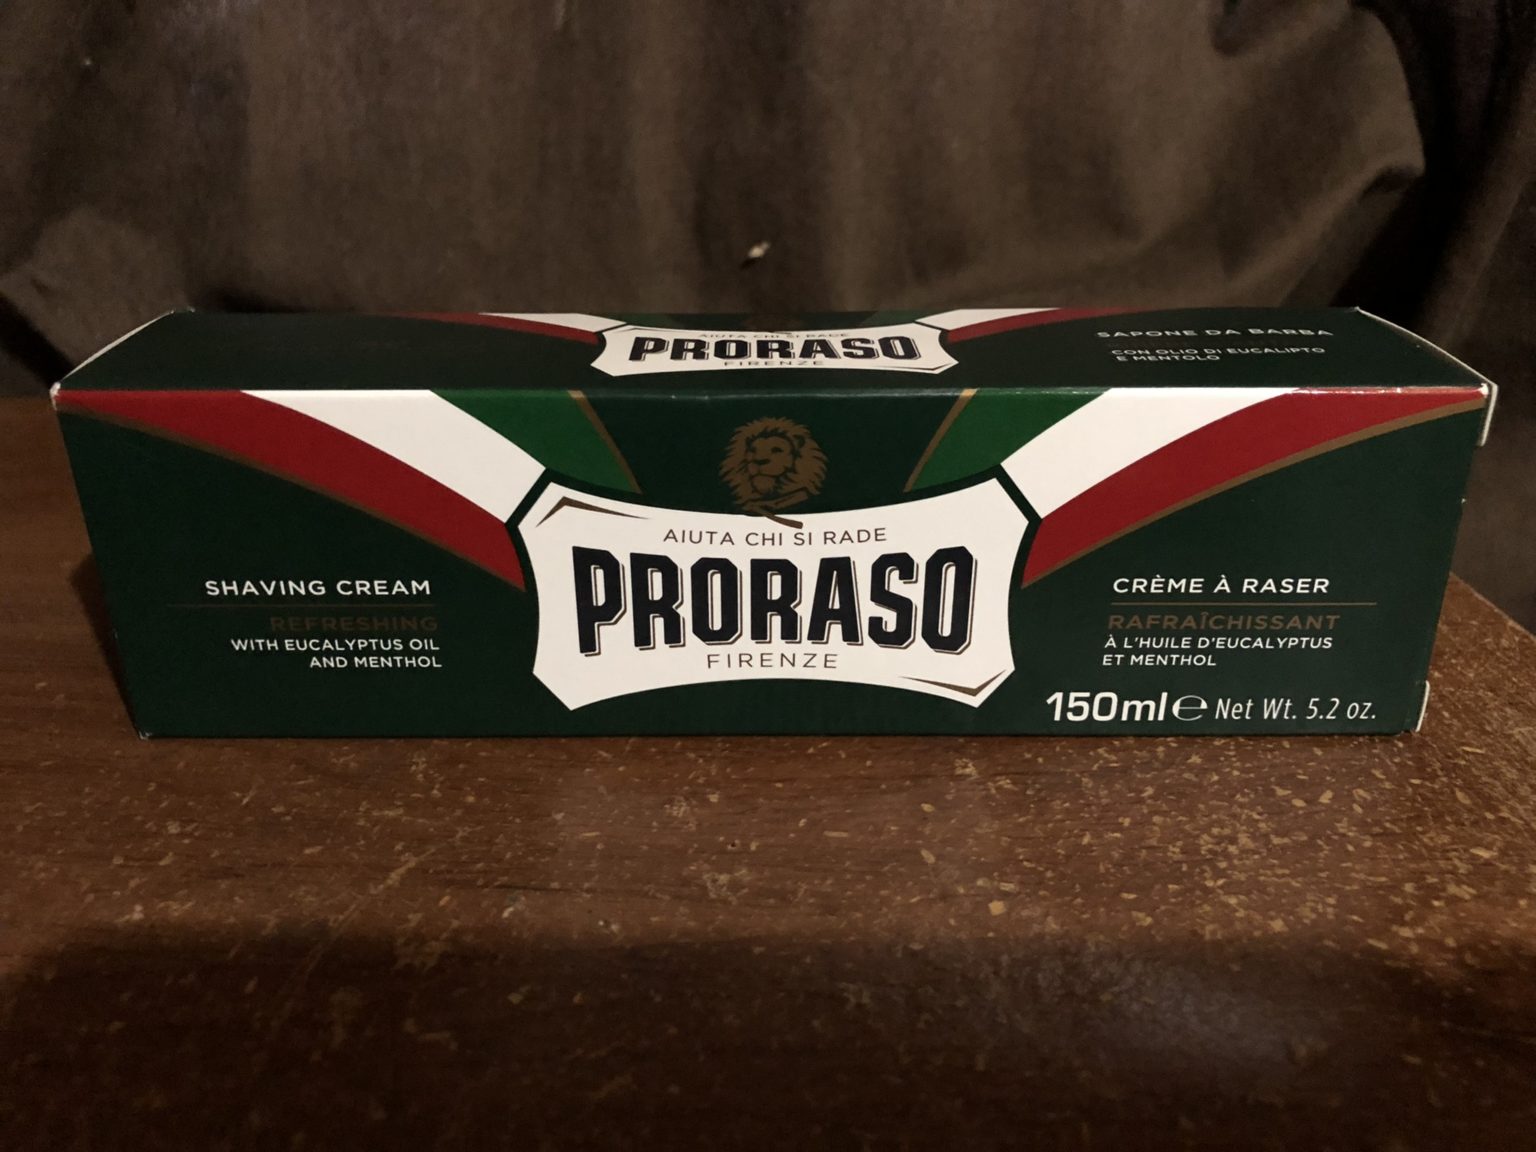 AIUTA CHI SI RADE
PRORASO
FIRENZE
SAPONE DA BARBA
CON OLIO DI EUCALIPTO
E MENTOLO
AIUTA CHI SI RADE
PRORASO
FIRENZE
SHAVING CREAM
REFRESHING
WITH EUCALYPTUS OIL
AND MENTHOL
CRÈME À RASER
RAFRAÎCHISSANT
À L'HUILE D'EUCALYPTUS
ET MENTHOL
150ml℮ Net Wt. 5.2 oz.